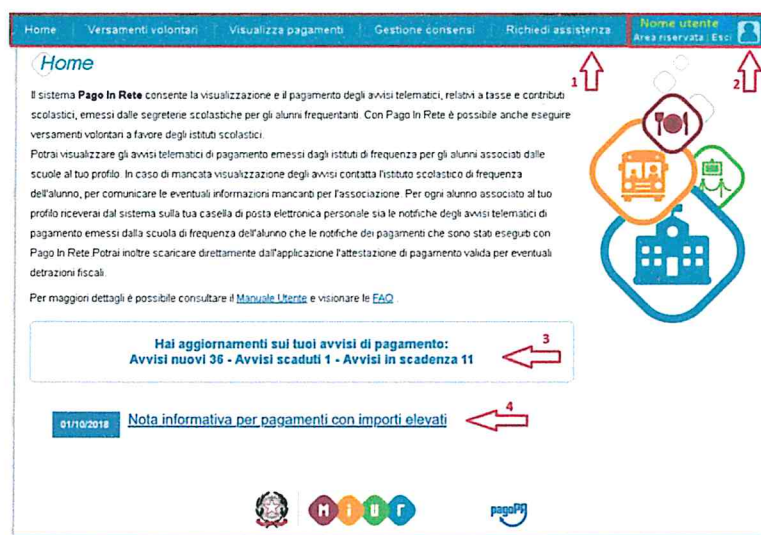 Home Versamenti volontari Visualizza pagamenti Gestione consensi Richiedi assistenza
Nome utente
Area riservata | Esci
1
2
Home
Il sistema Pago In Rete consente la visualizzazione e il pagamento degli avvisi telematici, relativi a tasse e contributi
scolastici, emessi dalle segreterie scolastiche per gli alunni frequentanti. Con Pago In Rete è possibile anche eseguire
versamenti volontari a favore degli istituti scolastici.
Potrai visualizzare gli avvisi telematici di pagamento emessi dagli istituti di frequenza per gli alunni associati dalle
scuole al tuo profilo. In caso di mancata visualizzazione degli avvisi contatta l'istituto scolastico di frequenza
dell'alunno, per comunicare le eventuali informazioni mancanti per l'associazione. Per ogni alunno associato al tuo
profilo riceverai dal sistema sulla tua casella di posta elettronica personale sia le notifiche degli avvisi telematici di
pagamento emessi dalla scuola di frequenza dell'alunno che le notifiche dei pagamenti che sono stati eseguiti con
Pago In Rete.Potrai inoltre scaricare direttamente dall'applicazione l'attestazione di pagamento valida per eventuali
detrazioni fiscali.
Per maggiori dettagli è possibile consultare il Manuale Utente e visionare le FAQ.
Hai aggiornamenti sui tuoi avvisi di pagamento:
Avvisi nuovi 36 - Avvisi scaduti 1 - Avvisi in scadenza 11
3
01/10/2018 Nota informativa per pagamenti con importi elevati
4
MIUR
pagoPA